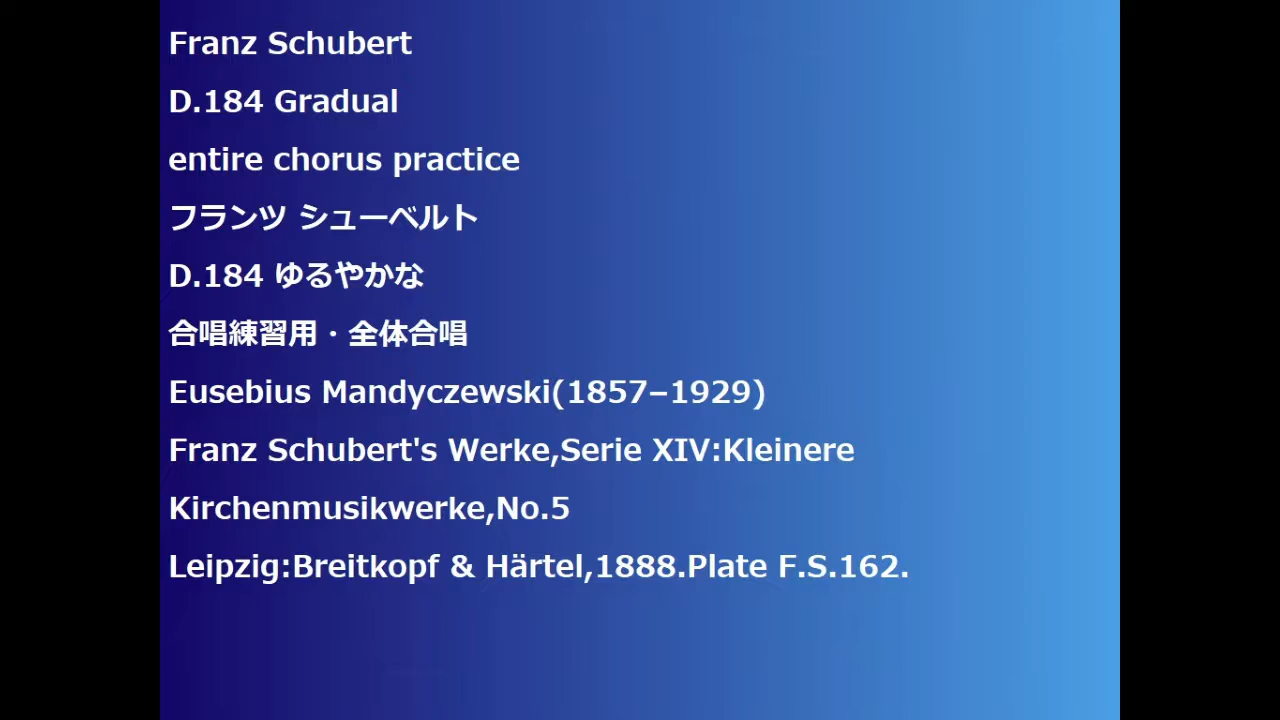 Franz Schubert
D.184 Gradual
entire chorus practice
フランツ シューベルト
D.184 ゆるやかな
合唱練習用・全体合唱
Eusebius Mandyczewski(1857–1929)
Franz Schubert's Werke,Serie XIV:Kleinere
Kirchenmusikwerke,No.5
Leipzig:Breitkopf & Härtel,1888.Plate F.S.162.